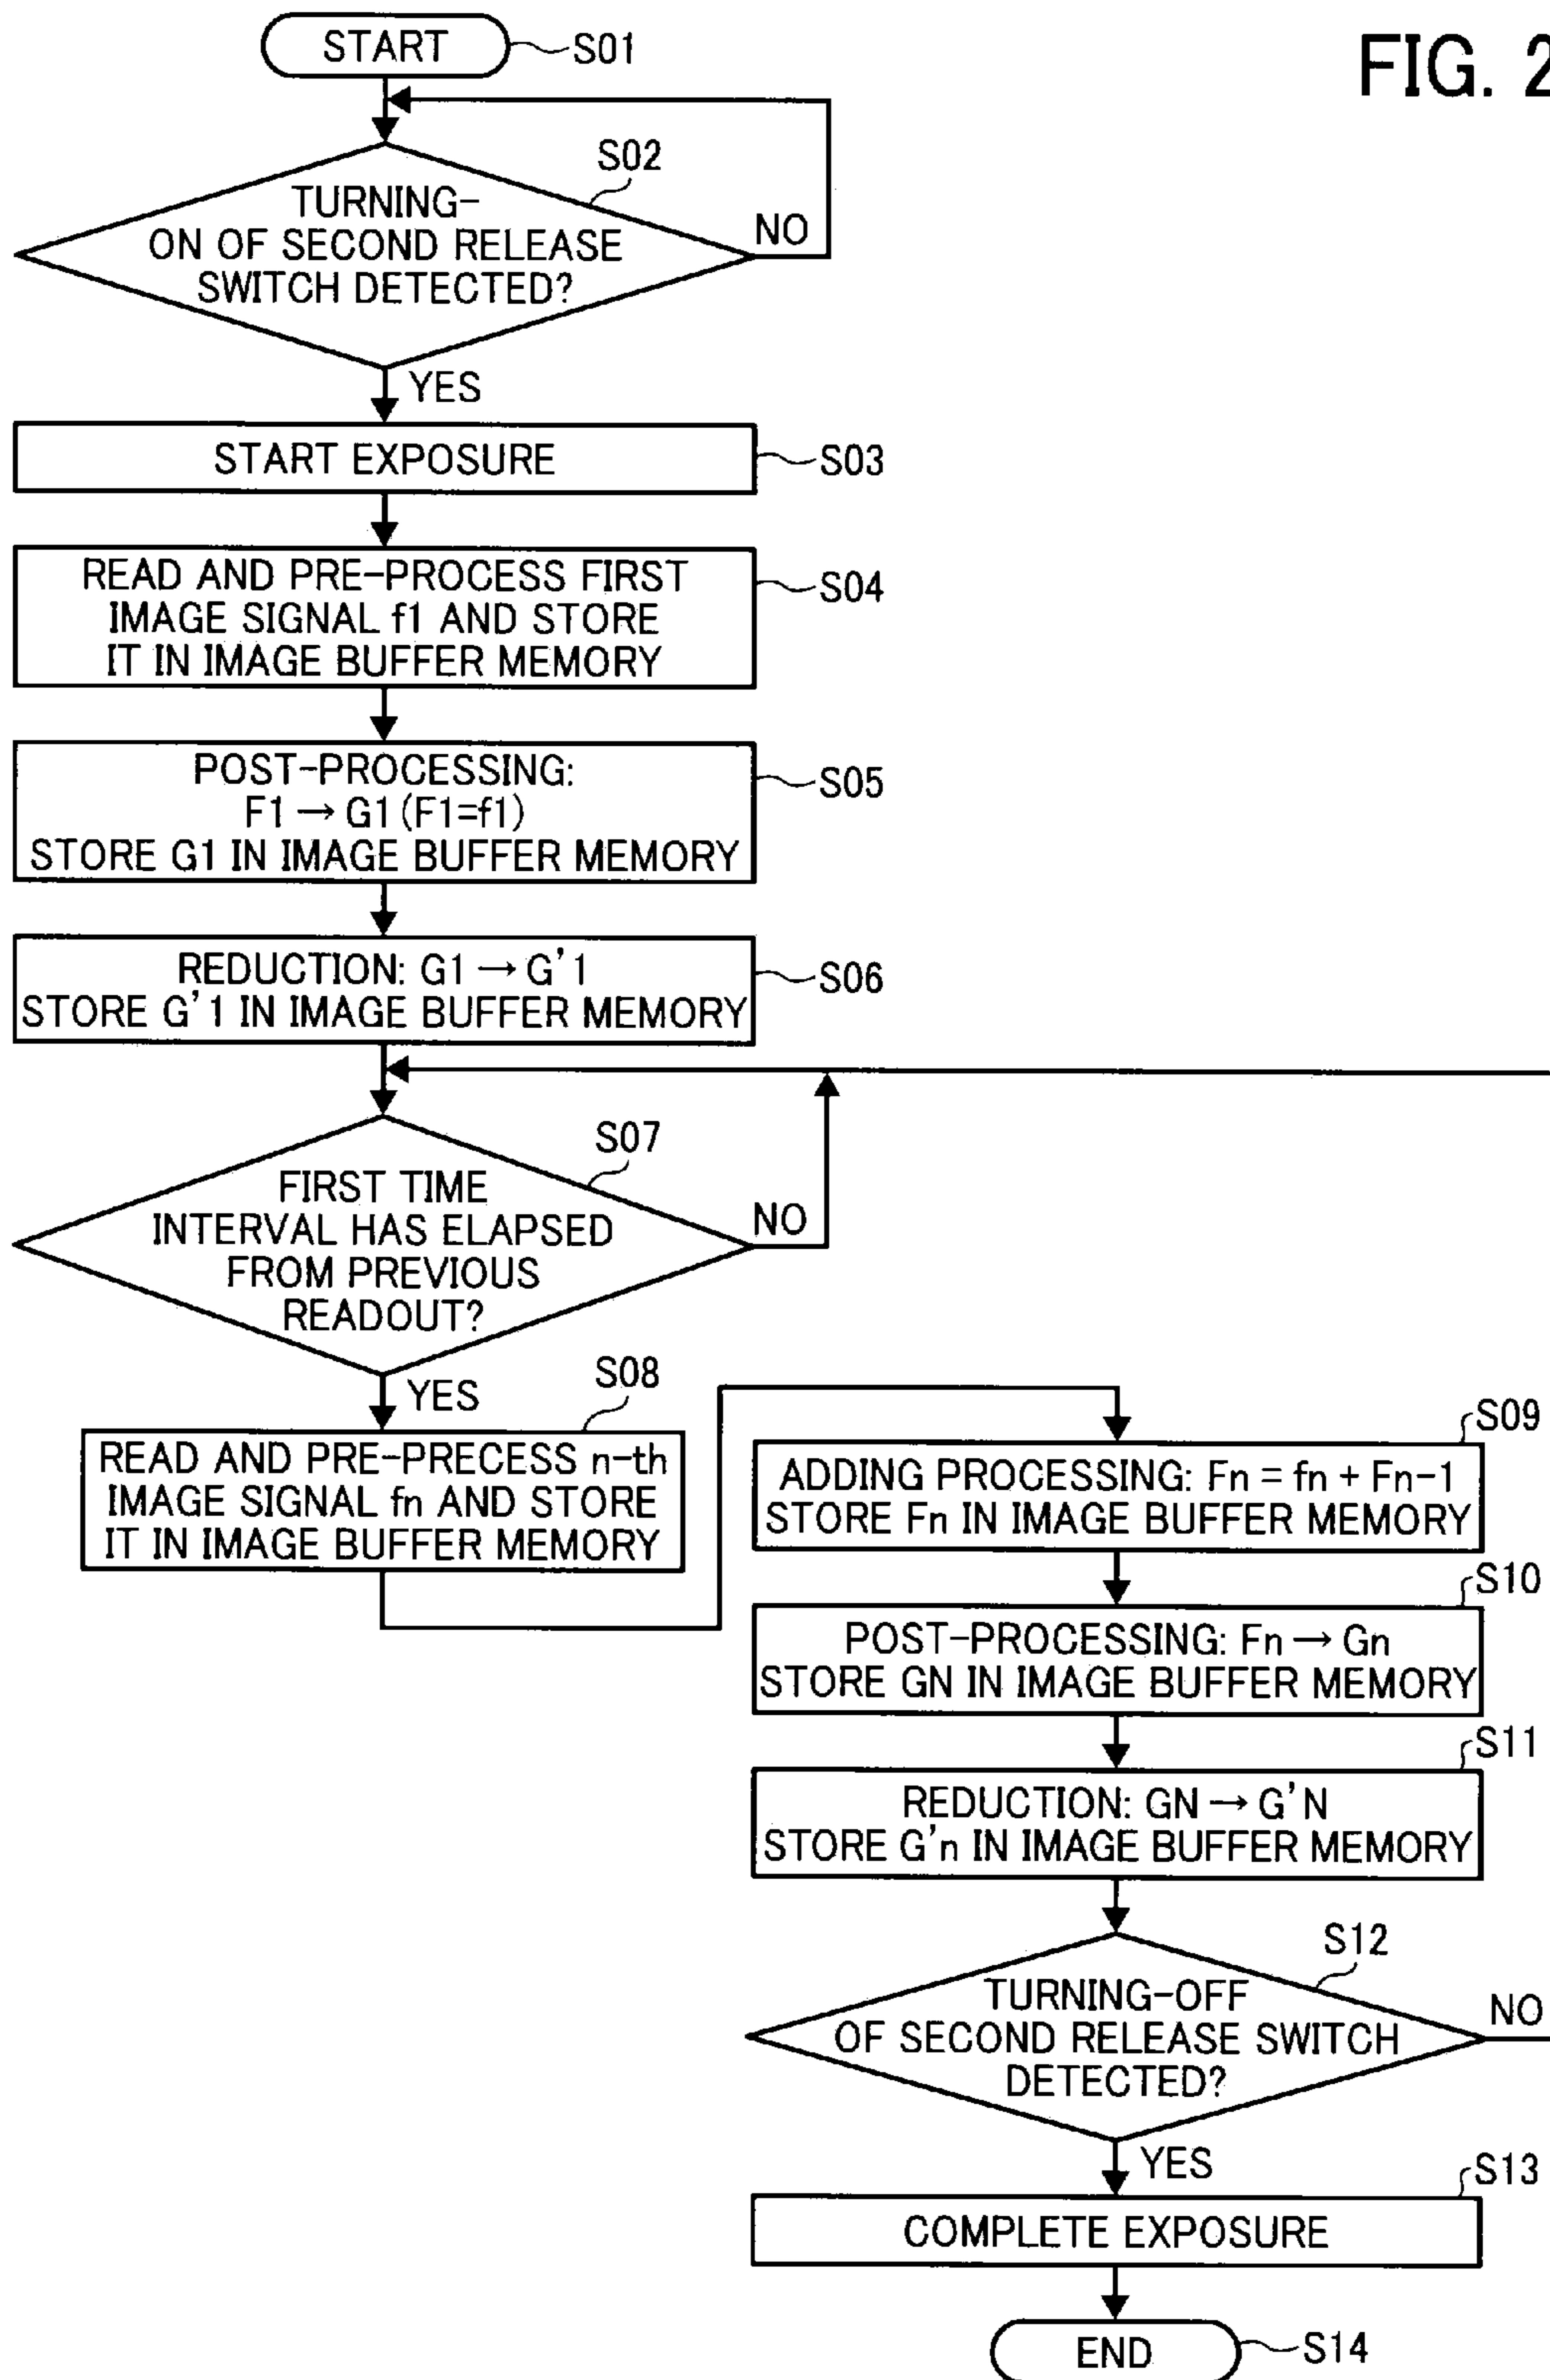 FIG. 2
START
S01
S02
TURNING-
ON OF SECOND RELEASE
SWITCH DETECTED?
NO
YES
START EXPOSURE
S03
READ AND PRE-PROCESS FIRST
IMAGE SIGNAL f1 AND STORE
IT IN IMAGE BUFFER MEMORY
S04
POST-PROCESSING:
F1 → G1 (F1=f1)
STORE G1 IN IMAGE BUFFER MEMORY
S05
REDUCTION: G1 → G'1
STORE G'1 IN IMAGE BUFFER MEMORY
S06
S07
FIRST TIME
INTERVAL HAS ELAPSED
FROM PREVIOUS
READOUT?
NO
YES
S08
READ AND PRE-PRECESS n-th
IMAGE SIGNAL fn AND STORE
IT IN IMAGE BUFFER MEMORY
S09
ADDING PROCESSING: Fn = fn + Fn-1
STORE Fn IN IMAGE BUFFER MEMORY
S10
POST-PROCESSING: Fn → Gn
STORE GN IN IMAGE BUFFER MEMORY
S11
REDUCTION: GN → G'N
STORE G'n IN IMAGE BUFFER MEMORY
S12
TURNING-OFF
OF SECOND RELEASE SWITCH
DETECTED?
NO
YES
S13
COMPLETE EXPOSURE
END
S14